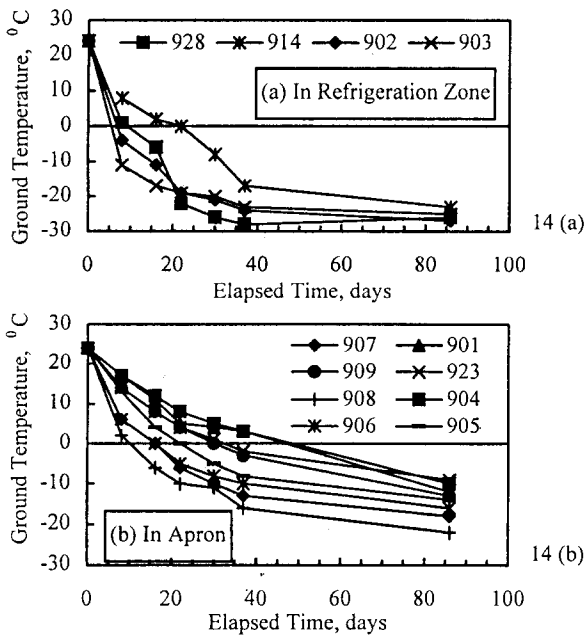 Ground Temperature, ⁰C
30
20
10
0
-10
-20
-30
928 914 902 903
(a) In Refrigeration Zone
0 20 40 60 80 100
Elapsed Time, days
14 (a)
Ground Temperature, ⁰C
30
20
10
0
-10
-20
-30
907 901
909 923
908 904
906 905
(b) In Apron
0 20 40 60 80 100
Elapsed Time, days
14 (b)